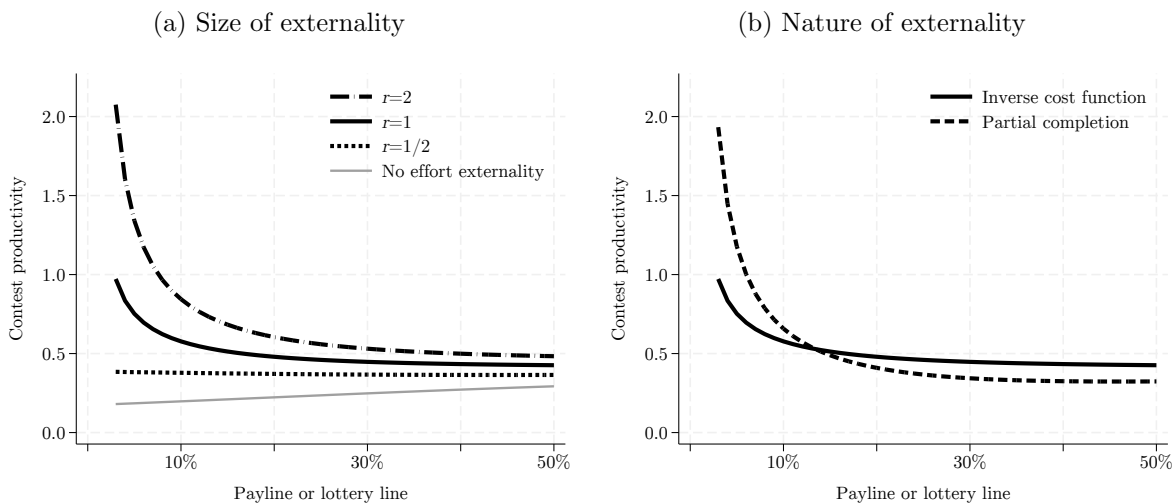 (a) Size of externality
Contest productivity
2.0
1.5
1.0
0.5
0.0
r=2
r=1
r=1/2
No effort externality
10%
30%
50%
Payline or lottery line
(b) Nature of externality
Contest productivity
2.0
1.5
1.0
0.5
0.0
Inverse cost function
Partial completion
10%
30%
50%
Payline or lottery line